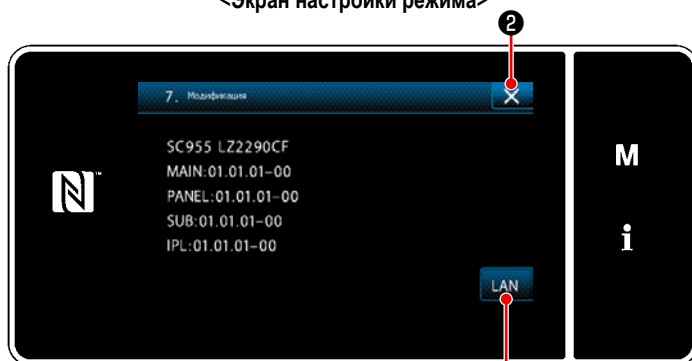 <Экран настройки режима>
❷
7. Модификация
X
SC955 LZ2290CF
MAIN:01.01.01-00
PANEL:01.01.01-00
SUB:01.01.01-00
IPL:01.01.01-00
LAN
M
i
N